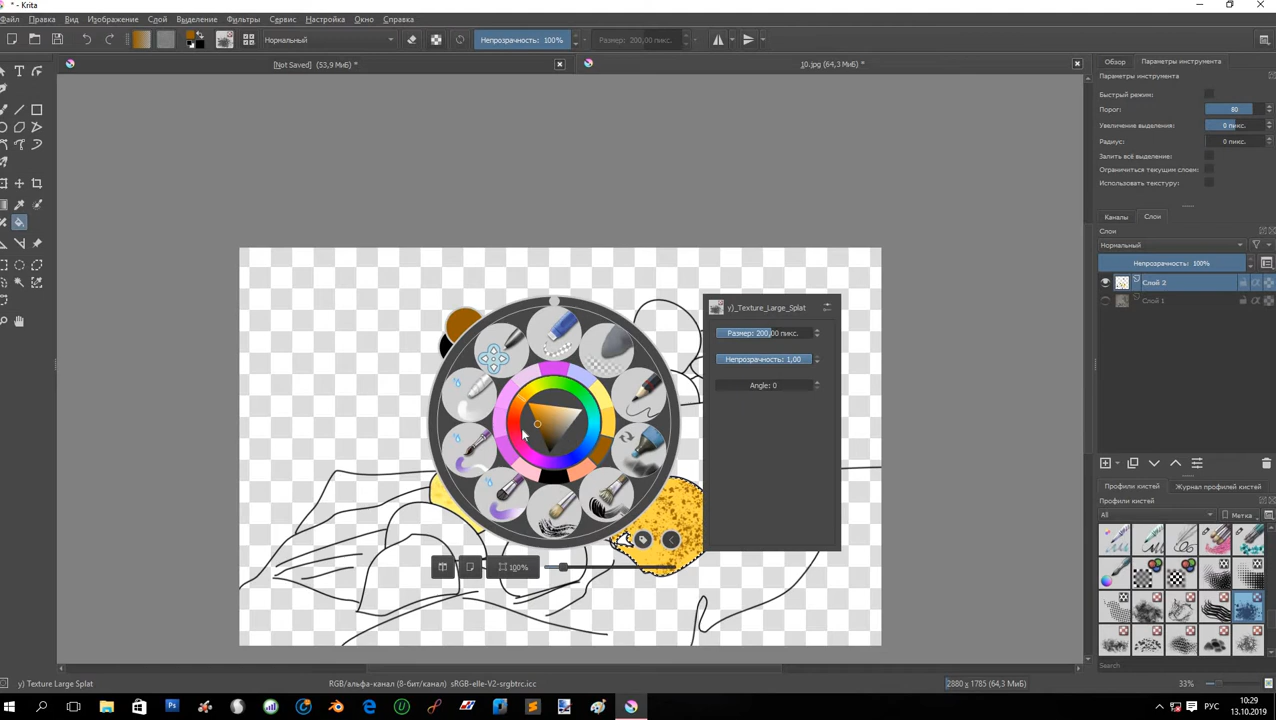 * - Krita
Файл Правка Вид Изображение Слой Выделение Фильтры Сервис Настройка Окно Справка
Нормальный
Непрозрачность: 100%
Размер: 200,00 пикс.
[Not Saved] (53,9 МиБ) *
10.jpg (64,3 МиБ) *
Обзор
Параметры инструмента
Параметры инструмента
Быстрый режим:
Порог:
80
Увеличение выделения:
0 пикс.
Радиус:
0 пикс.
Залить всё выделение:
Ограничиться текущим слоем:
Использовать текстуру:
Каналы
Слои
Слои
Нормальный
Непрозрачность: 100%
Слой 2
Слой 1
y)_Texture_Large_Splat
Размер: 200,00 пикс.
Непрозрачность: 1,00
Angle: 0
100%
Профили кистей
Журнал профилей кистей
Профили кистей
All
Метка
Search
y) Texture Large Splat
RGB/альфа-канал (8-бит/канал) sRGB-elle-V2-srgbtrc.icc
2880 x 1785 (64,3 МиБ)
33%
РУС
10:29
13.10.2019